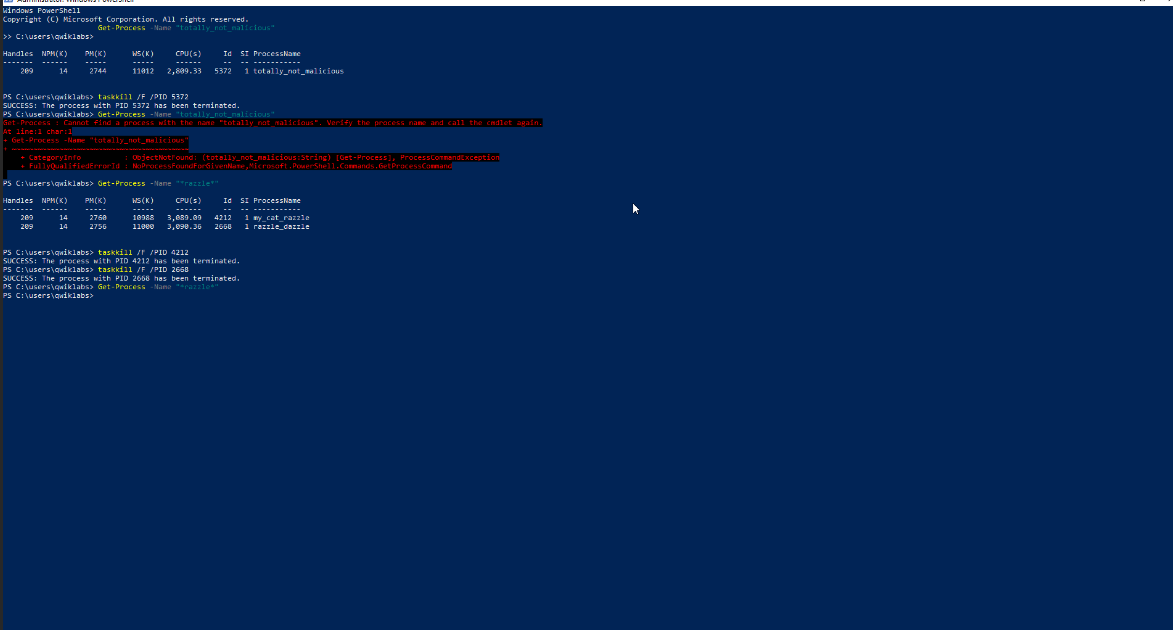 Administrator: Windows PowerShell
Windows PowerShell
Copyright (C) Microsoft Corporation. All rights reserved.
Get-Process -Name "totally_not_malicious"
>> C:\users\qwiklabs>
Handles NPM(K) PM(K) WS(K) CPU(s) Id SI ProcessName
------- ------ ----- ----- ------ -- -- -----------
209 14 2744 11012 2,809.33 5372 1 totally_not_malicious
PS C:\users\qwiklabs> taskkill /F /PID 5372
SUCCESS: The process with PID 5372 has been terminated.
PS C:\users\qwiklabs> Get-Process -Name "totally_not_malicious"
Get-Process : Cannot find a process with the name "totally_not_malicious". Verify the process name and call the cmdlet again.
At line:1 char:1
+ Get-Process -Name "totally_not_malicious"
+ ~~~~~~~~~~~~~~~~~~~~~~~~~~~~~~~~~~~~~~~~~
+ CategoryInfo : ObjectNotFound: (totally_not_malicious:String) [Get-Process], ProcessCommandException
+ FullyQualifiedErrorId : NoProcessFoundForGivenName,Microsoft.PowerShell.Commands.GetProcessCommand
PS C:\users\qwiklabs> Get-Process -Name "*razzle*"
Handles NPM(K) PM(K) WS(K) CPU(s) Id SI ProcessName
------- ------ ----- ----- ------ -- -- -----------
209 14 2760 10988 3,089.09 4212 1 my_cat_razzle
209 14 2756 11000 3,090.36 2668 1 razzle_dazzle
PS C:\users\qwiklabs> taskkill /F /PID 4212
SUCCESS: The process with PID 4212 has been terminated.
PS C:\users\qwiklabs> taskkill /F /PID 2668
SUCCESS: The process with PID 2668 has been terminated.
PS C:\users\qwiklabs> Get-Process -Name "*razzle*"
PS C:\users\qwiklabs>